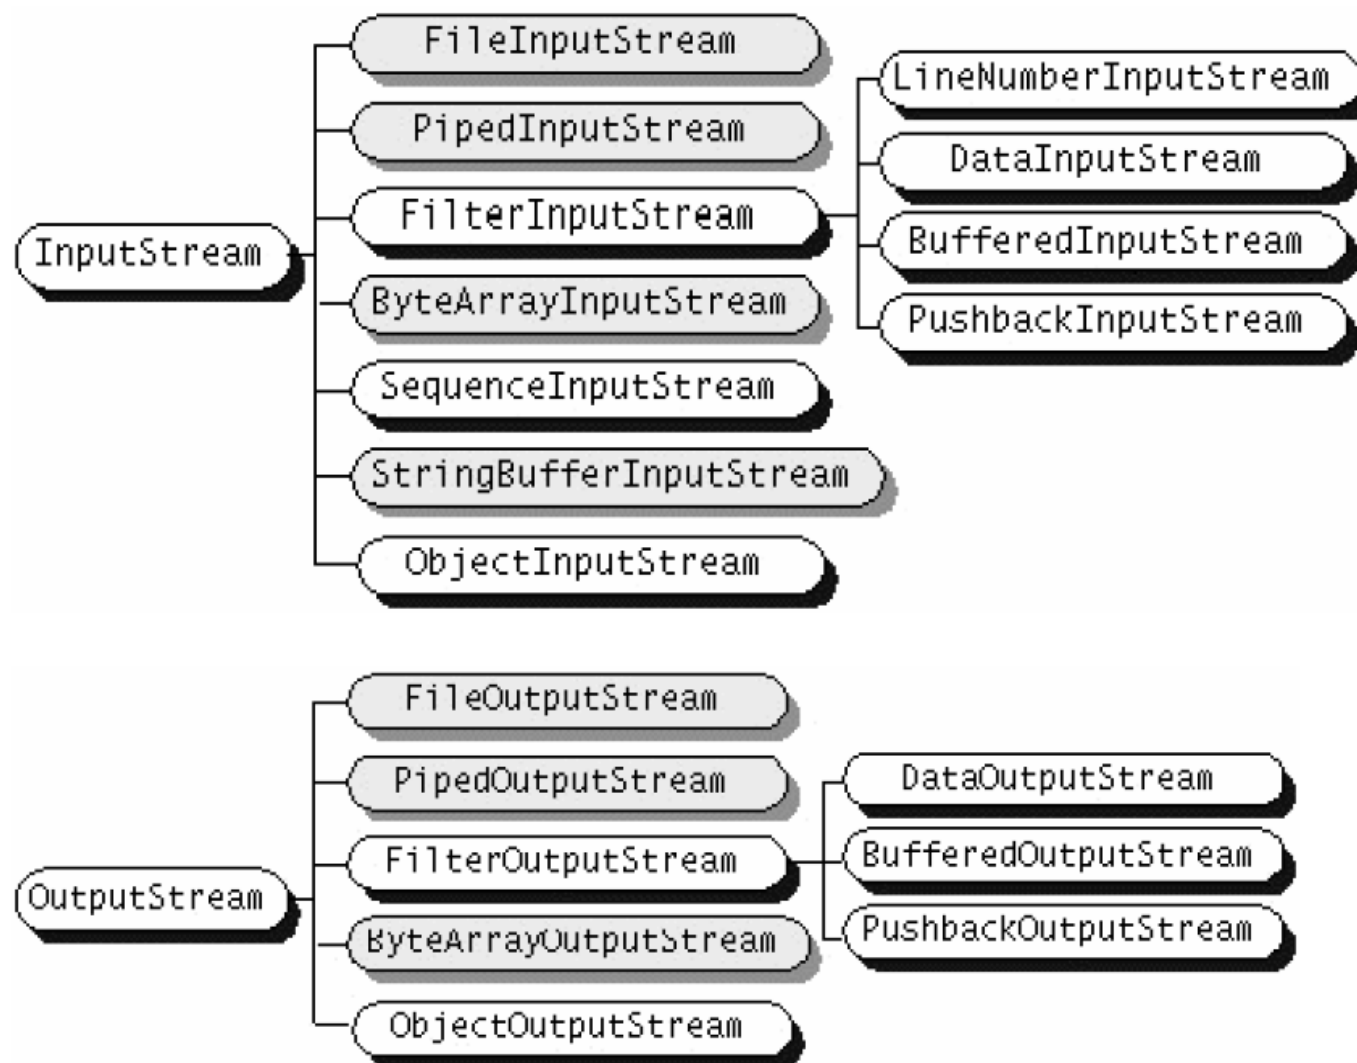 InputStream
FileInputStream
PipedInputStream
FilterInputStream
ByteArrayInputStream
SequenceInputStream
StringBufferInputStream
ObjectInputStream
LineNumberInputStream
DataInputStream
BufferedInputStream
PushbackInputStream
OutputStream
FileOutputStream
PipedOutputStream
FilterOutputStream
ByteArrayOutputStream
ObjectOutputStream
DataOutputStream
BufferedOutputStream
PushbackOutputStream